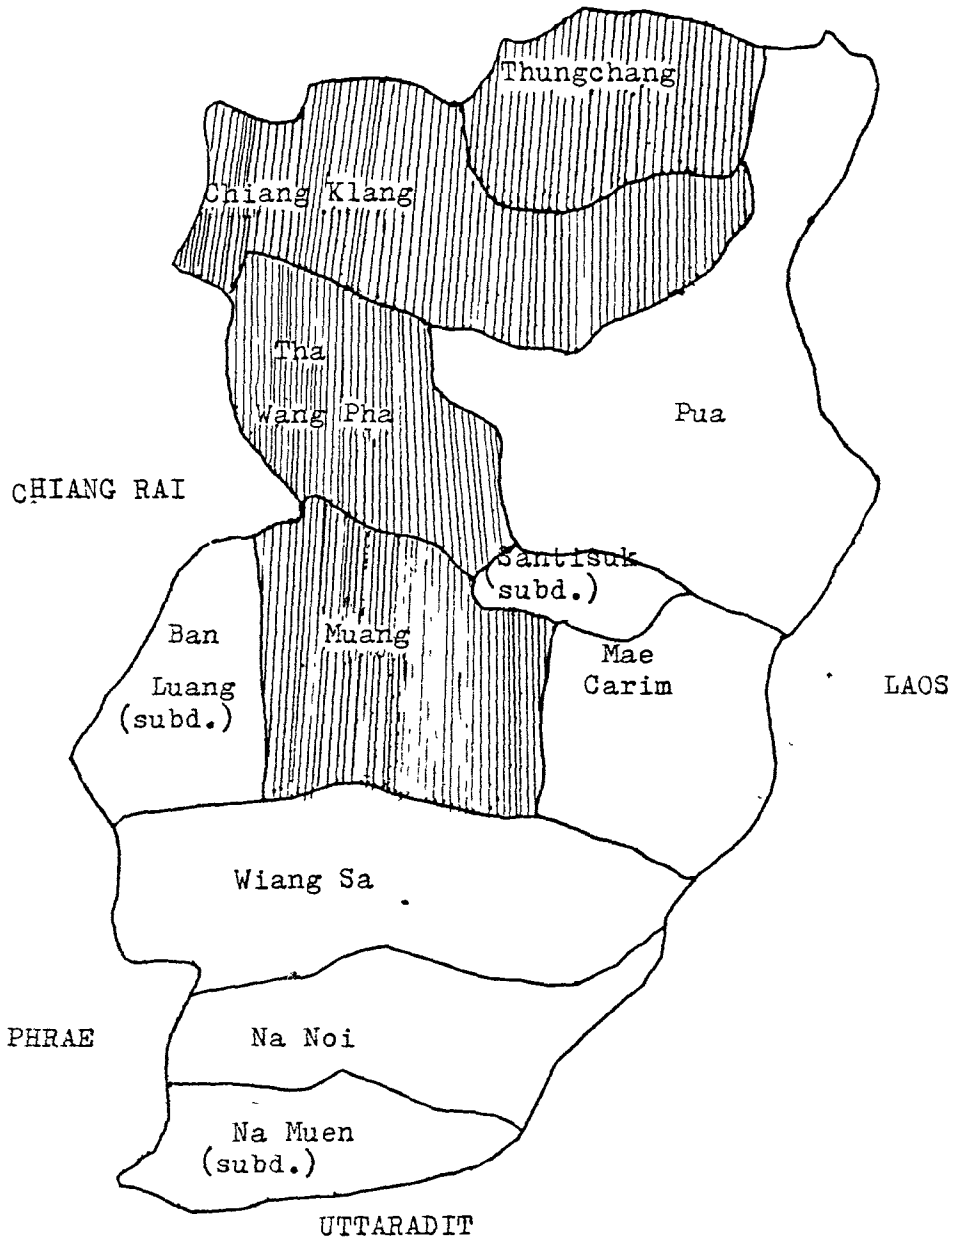 Thungchang
Chiang Klang
Tha
Wang Pha
Pua
CHIANG RAI
Santisuk
(subd.)
Ban
Luang
(subd.)
Muang
Mae
Carim
LAOS
Wiang Sa
PHRAE
Na Noi
Na Muen
(subd.)
UTTARADIT